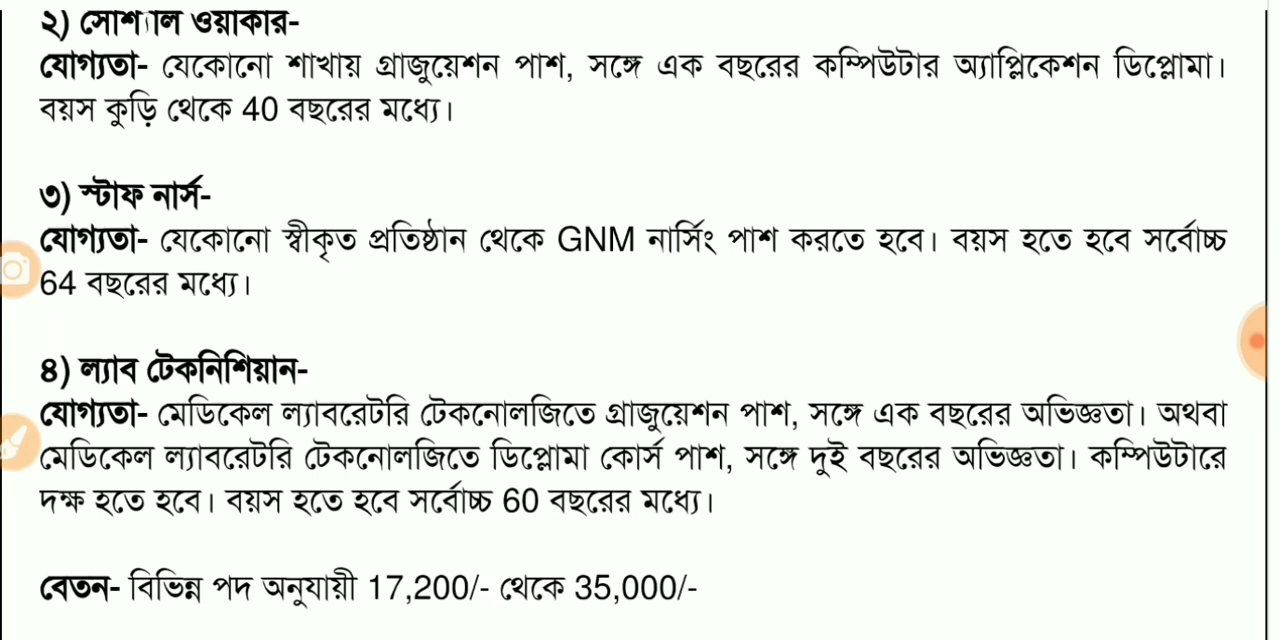 ২) সোশ্যাল ওয়াকার-
যোগ্যতা- যেকোনো শাখায় গ্রাজুয়েশন পাশ, সঙ্গে এক বছরের কম্পিউটার অ্যাপ্লিকেশন ডিপ্লোমা।
বয়স কুড়ি থেকে 40 বছরের মধ্যে।
৩) স্টাফ নার্স-
যোগ্যতা- যেকোনো স্বীকৃত প্রতিষ্ঠান থেকে GNM নার্সিং পাশ করতে হবে। বয়স হতে হবে সর্বোচ্চ
64 বছরের মধ্যে।
৪) ল্যাব টেকনিশিয়ান-
যোগ্যতা- মেডিকেল ল্যাবরেটরি টেকনোলজিতে গ্রাজুয়েশন পাশ, সঙ্গে এক বছরের অভিজ্ঞতা। অথবা
মেডিকেল ল্যাবরেটরি টেকনোলজিতে ডিপ্লোমা কোর্স পাশ, সঙ্গে দুই বছরের অভিজ্ঞতা। কম্পিউটারে
দক্ষ হতে হবে। বয়স হতে হবে সর্বোচ্চ 60 বছরের মধ্যে।
বেতন- বিভিন্ন পদ অনুযায়ী 17,200/- থেকে 35,000/-